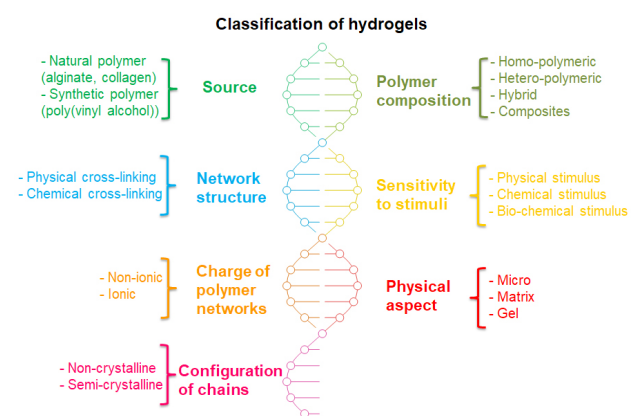 Classification of hydrogels
- Natural polymer
(alginate, collagen)
- Synthetic polymer
(poly(vinyl alcohol))
Source
Polymer
composition
- Homo-polymeric
- Hetero-polymeric
- Hybrid
- Composites
- Physical cross-linking
- Chemical cross-linking
Network
structure
Sensitivity
to stimuli
- Physical stimulus
- Chemical stimulus
- Bio-chemical stimulus
- Non-ionic
- Ionic
Charge of
polymer
networks
Physical
aspect
- Micro
- Matrix
- Gel
- Non-crystalline
- Semi-crystalline
Configuration
of chains